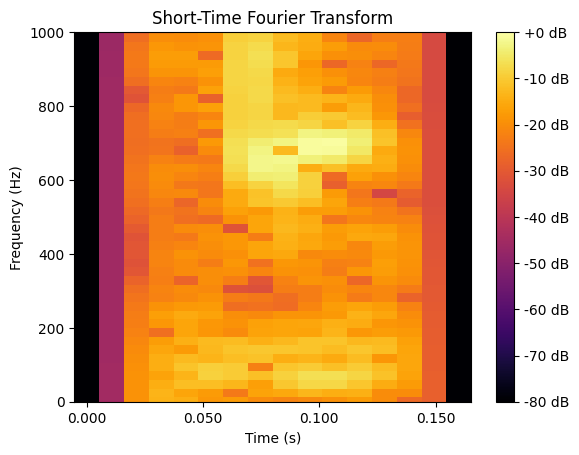 Short-Time Fourier Transform
1000
800
600
400
200
0
Frequency (Hz)
0.000
0.050
0.100
0.150
Time (s)
+0 dB
-10 dB
-20 dB
-30 dB
-40 dB
-50 dB
-60 dB
-70 dB
-80 dB